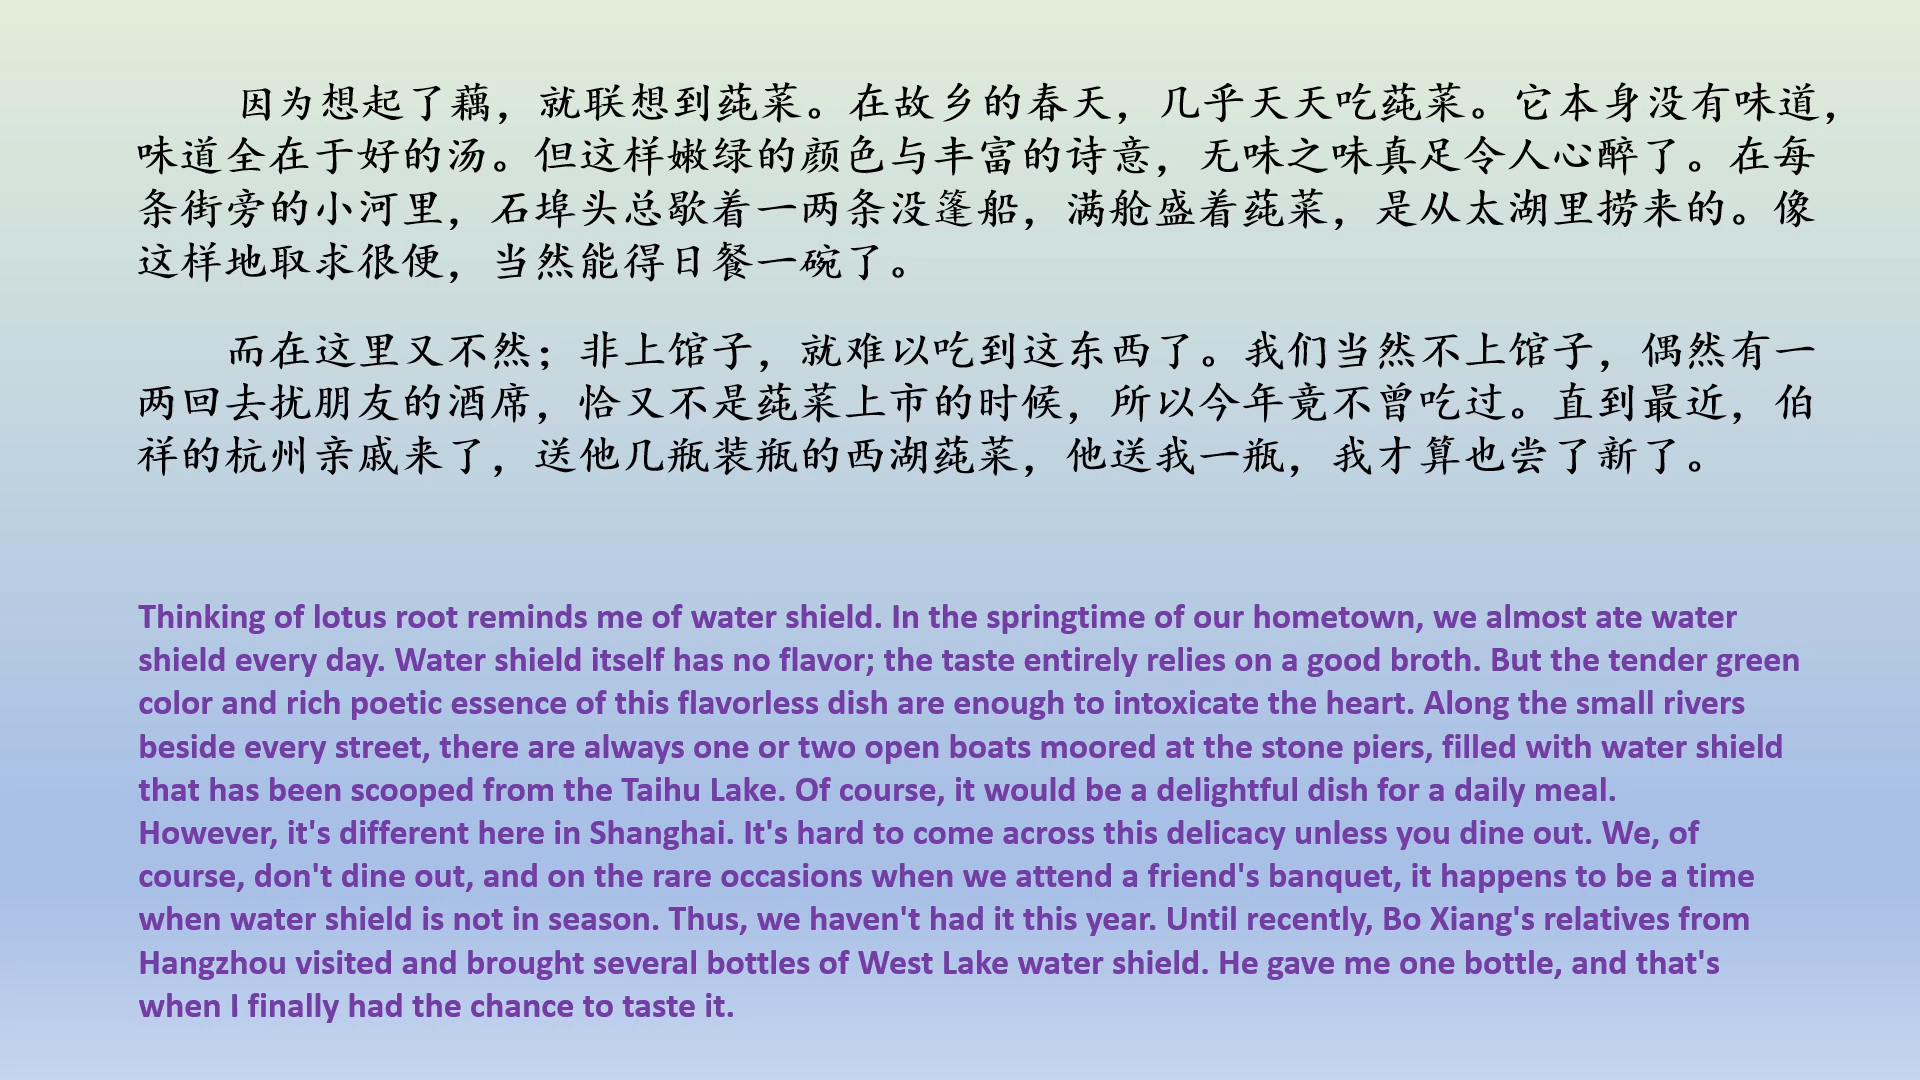 因为想起了藕，就联想到莼菜。在故乡的春天，几乎天天吃莼菜。它本身没有味道，
味道全在于好的汤。但这样嫩绿的颜色与丰富的诗意，无味之味真足令人心醉了。在每
条街旁的小河里，石埠头总歇着一两条没篷船，满舱盛着莼菜，是从太湖里捞来的。像
这样地取求很便，当然能得日餐一碗了。
而在这里又不然；非上馆子，就难以吃到这东西了。我们当然不上馆子，偶然有一
两回去扰朋友的酒席，恰又不是莼菜上市的时候，所以今年竟不曾吃过。直到最近，伯
祥的杭州亲戚来了，送他几瓶装瓶的西湖莼菜，他送我一瓶，我才算也尝了新了。
Thinking of lotus root reminds me of water shield. In the springtime of our hometown, we almost ate water
shield every day. Water shield itself has no flavor; the taste entirely relies on a good broth. But the tender green
color and rich poetic essence of this flavorless dish are enough to intoxicate the heart. Along the small rivers
beside every street, there are always one or two open boats moored at the stone piers, filled with water shield
that has been scooped from the Taihu Lake. Of course, it would be a delightful dish for a daily meal.
However, it's different here in Shanghai. It's hard to come across this delicacy unless you dine out. We, of
course, don't dine out, and on the rare occasions when we attend a friend's banquet, it happens to be a time
when water shield is not in season. Thus, we haven't had it this year. Until recently, Bo Xiang's relatives from
Hangzhou visited and brought several bottles of West Lake water shield. He gave me one bottle, and that's
when I finally had the chance to taste it.